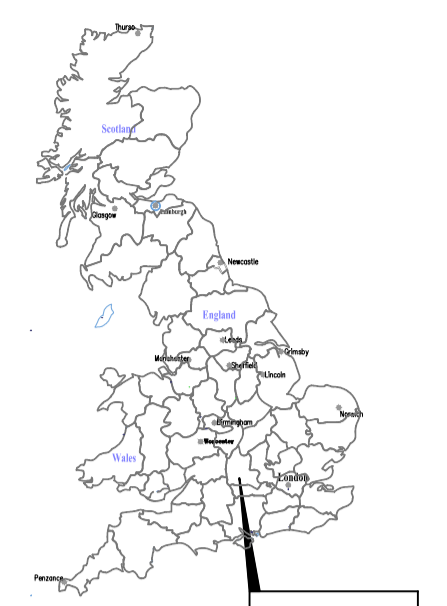 Thurso
Scotland
Edinburgh
Glasgow
Newcastle
England
Leeds
Grimsby
Manchester
Sheffield
Lincoln
Norwich
Birmingham
Worcester
Wales
London
Penzance